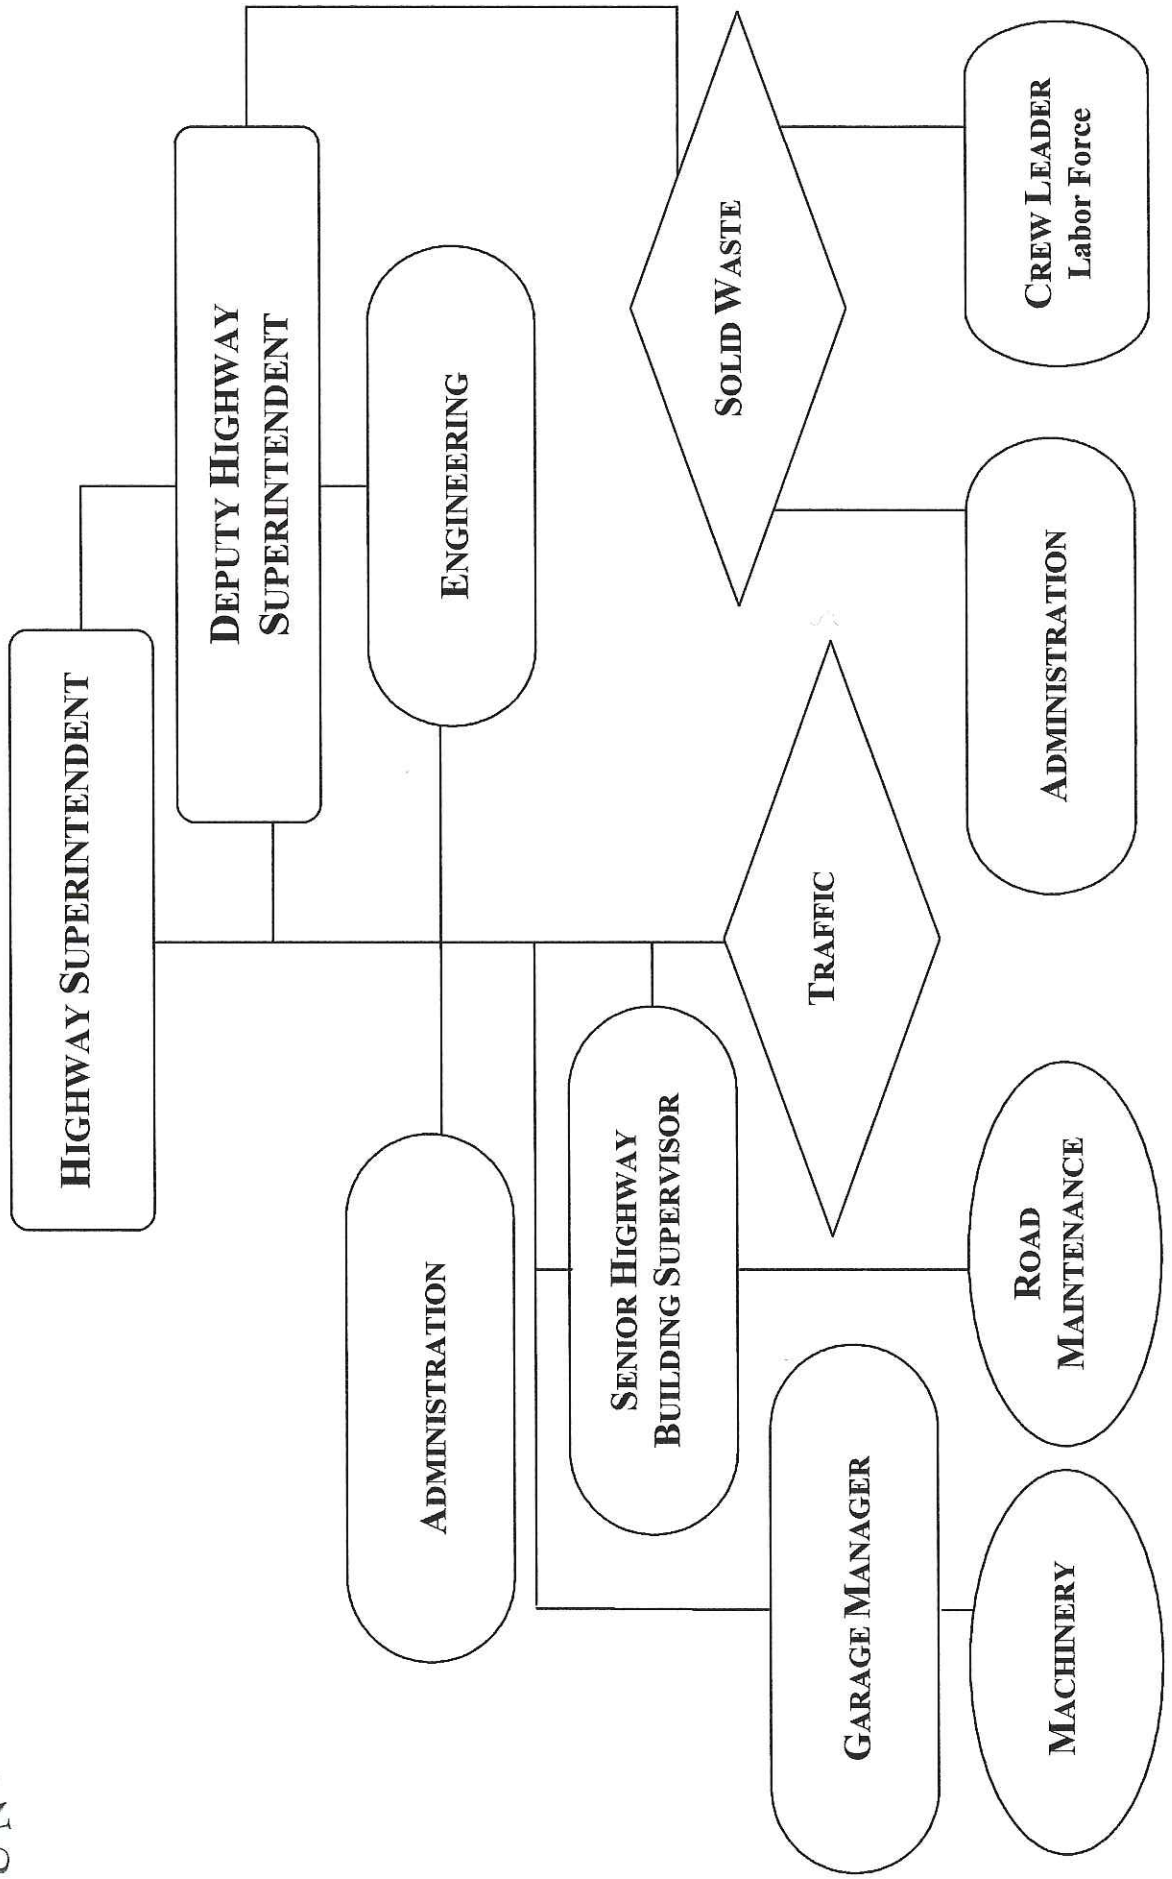 HIGHWAY SUPERINTENDENT
DEPUTY HIGHWAY
SUPERINTENDENT
ADMINISTRATION
ENGINEERING
SENIOR HIGHWAY
BUILDING SUPERVISOR
SOLID WASTE
GARAGE MANAGER
TRAFFIC
MACHINERY
ROAD
MAINTENANCE
ADMINISTRATION
CREW LEADER
Labor Force